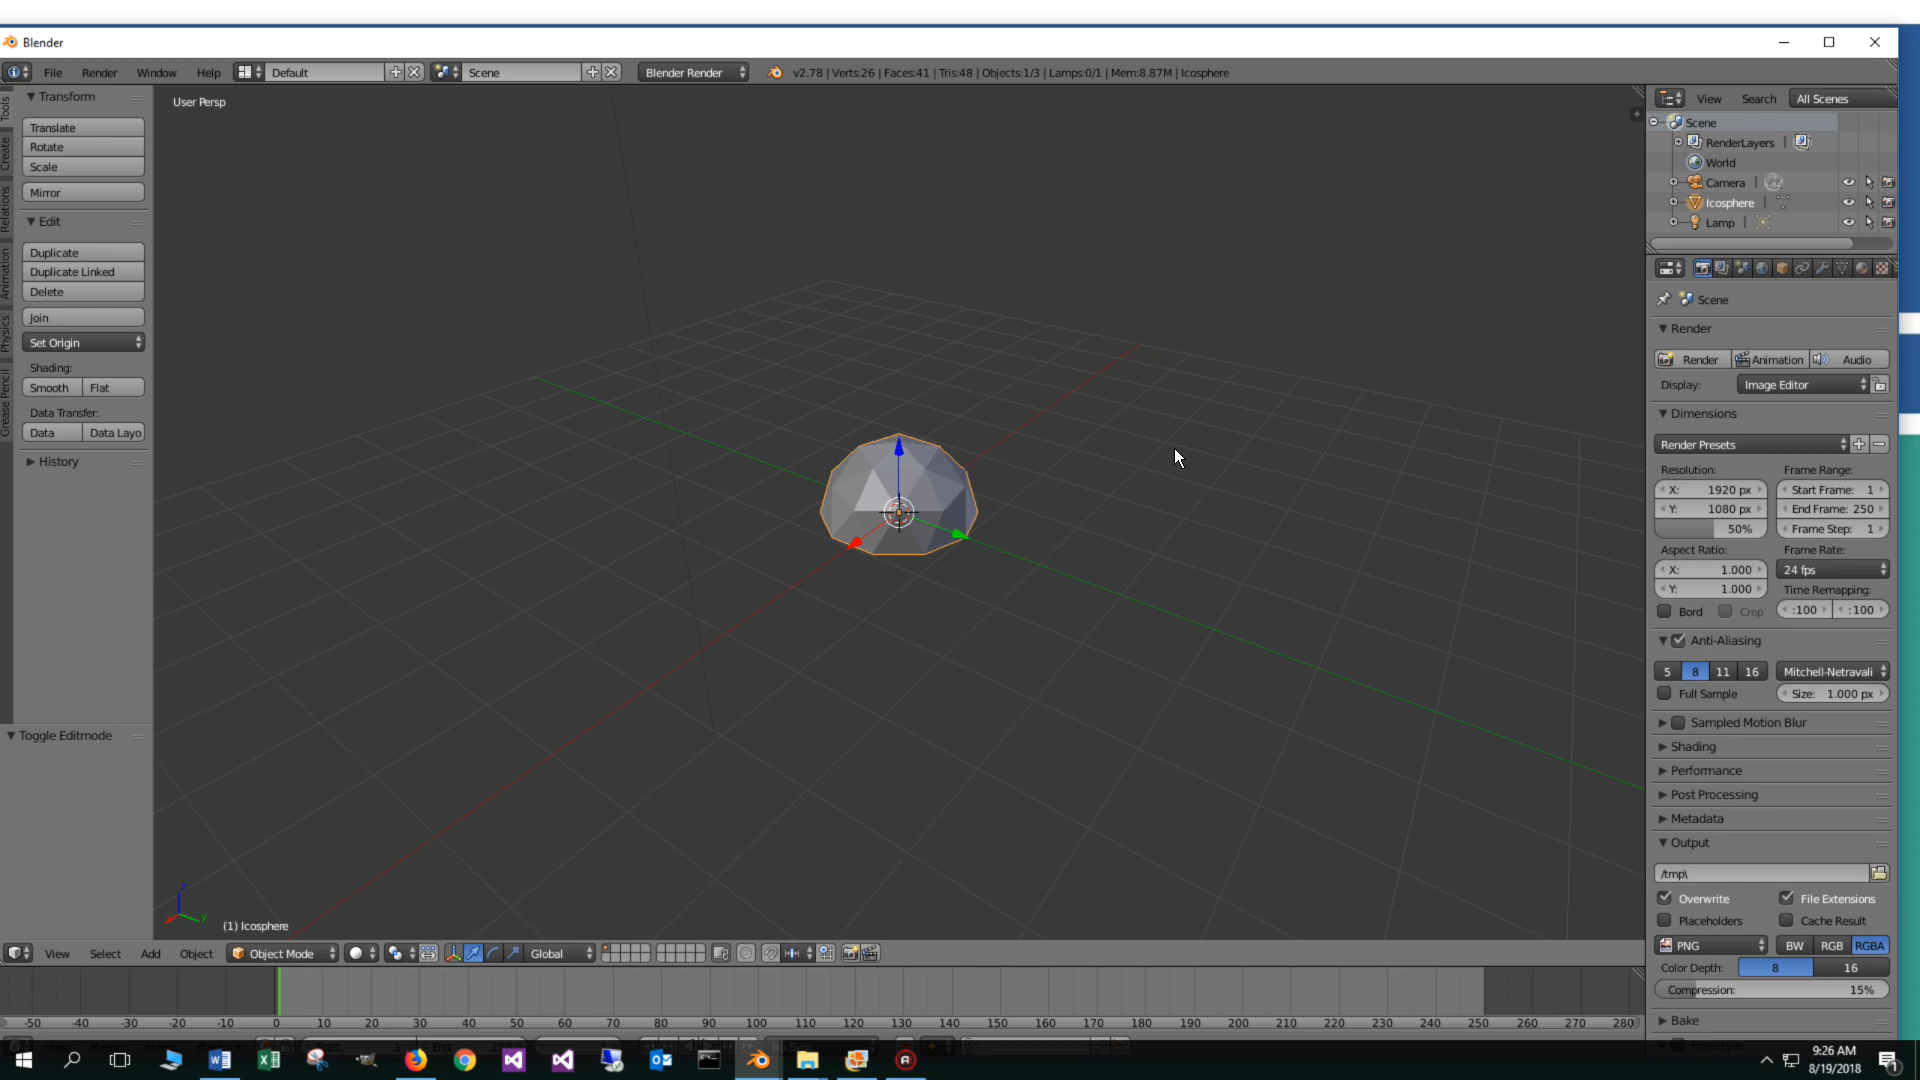 Blender
File Render Window Help Default Scene Blender Render v2.78 | Verts:26 | Faces:41 | Tris:48 | Objects:1/3 | Lamps:0/1 | Mem:8.87M | Icosphere
Tools
Create
Relations
Animation
Physics
Grease Pencil
Transform
Translate
Rotate
Scale
Mirror
Edit
Duplicate
Duplicate Linked
Delete
Join
Set Origin
Shading:
Smooth Flat
Data Transfer:
Data Data Layo
History
Toggle Editmode
User Persp
z
y
(1) Icosphere
View Select Add Object Object Mode Global
-50 -40 -30 -20 -10 0 10 20 30 40 50 60 70 80 90 100 110 120 130 140 150 160 170 180 190 200 210 220 230 240 250 260 270 280
View Search All Scenes
Scene
RenderLayers |
World
Camera |
Icosphere |
Lamp |
Scene
Render
Render Animation Audio
Display: Image Editor
Dimensions
Render Presets
Resolution: Frame Range:
X: 1920 px Start Frame: 1
Y: 1080 px End Frame: 250
50% Frame Step: 1
Aspect Ratio: Frame Rate:
X: 1.000 24 fps
Y: 1.000 Time Remapping:
Bord Crop :100 :100
Anti-Aliasing
5 8 11 16 Mitchell-Netravali
Full Sample Size: 1.000 px
Sampled Motion Blur
Shading
Performance
Post Processing
Metadata
Output
/tmp\
Overwrite File Extensions
Placeholders Cache Result
PNG BW RGB RGBA
Color Depth: 8 16
Compression: 15%
Bake
Freestyle
9:26 AM
8/19/2018